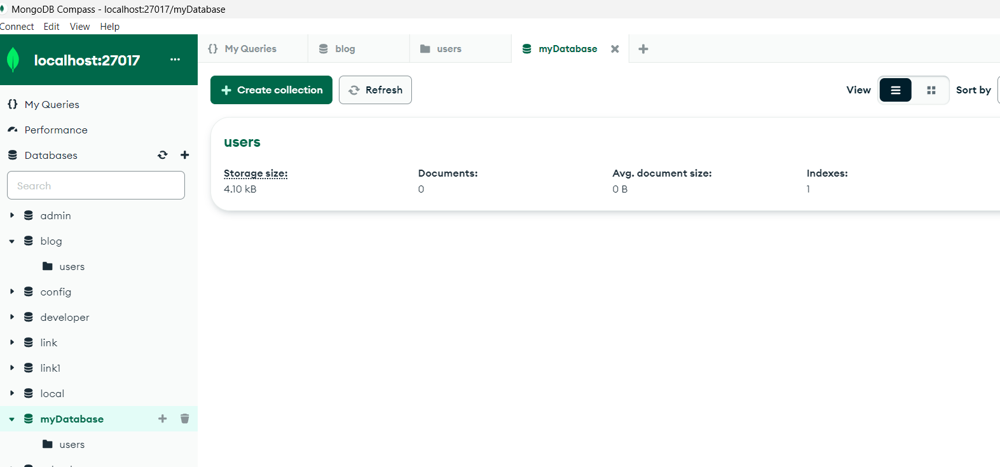 MongoDB Compass - localhost:27017/myDatabase
Connect Edit View Help
localhost:27017
My Queries
Performance
Databases
Search
admin
blog
users
config
developer
link
link1
local
myDatabase
users
{} My Queries
blog
users
myDatabase
Create collection
Refresh
View
Sort by
users
Storage size:
4.10 kB
Documents:
0
Avg. document size:
0 B
Indexes:
1